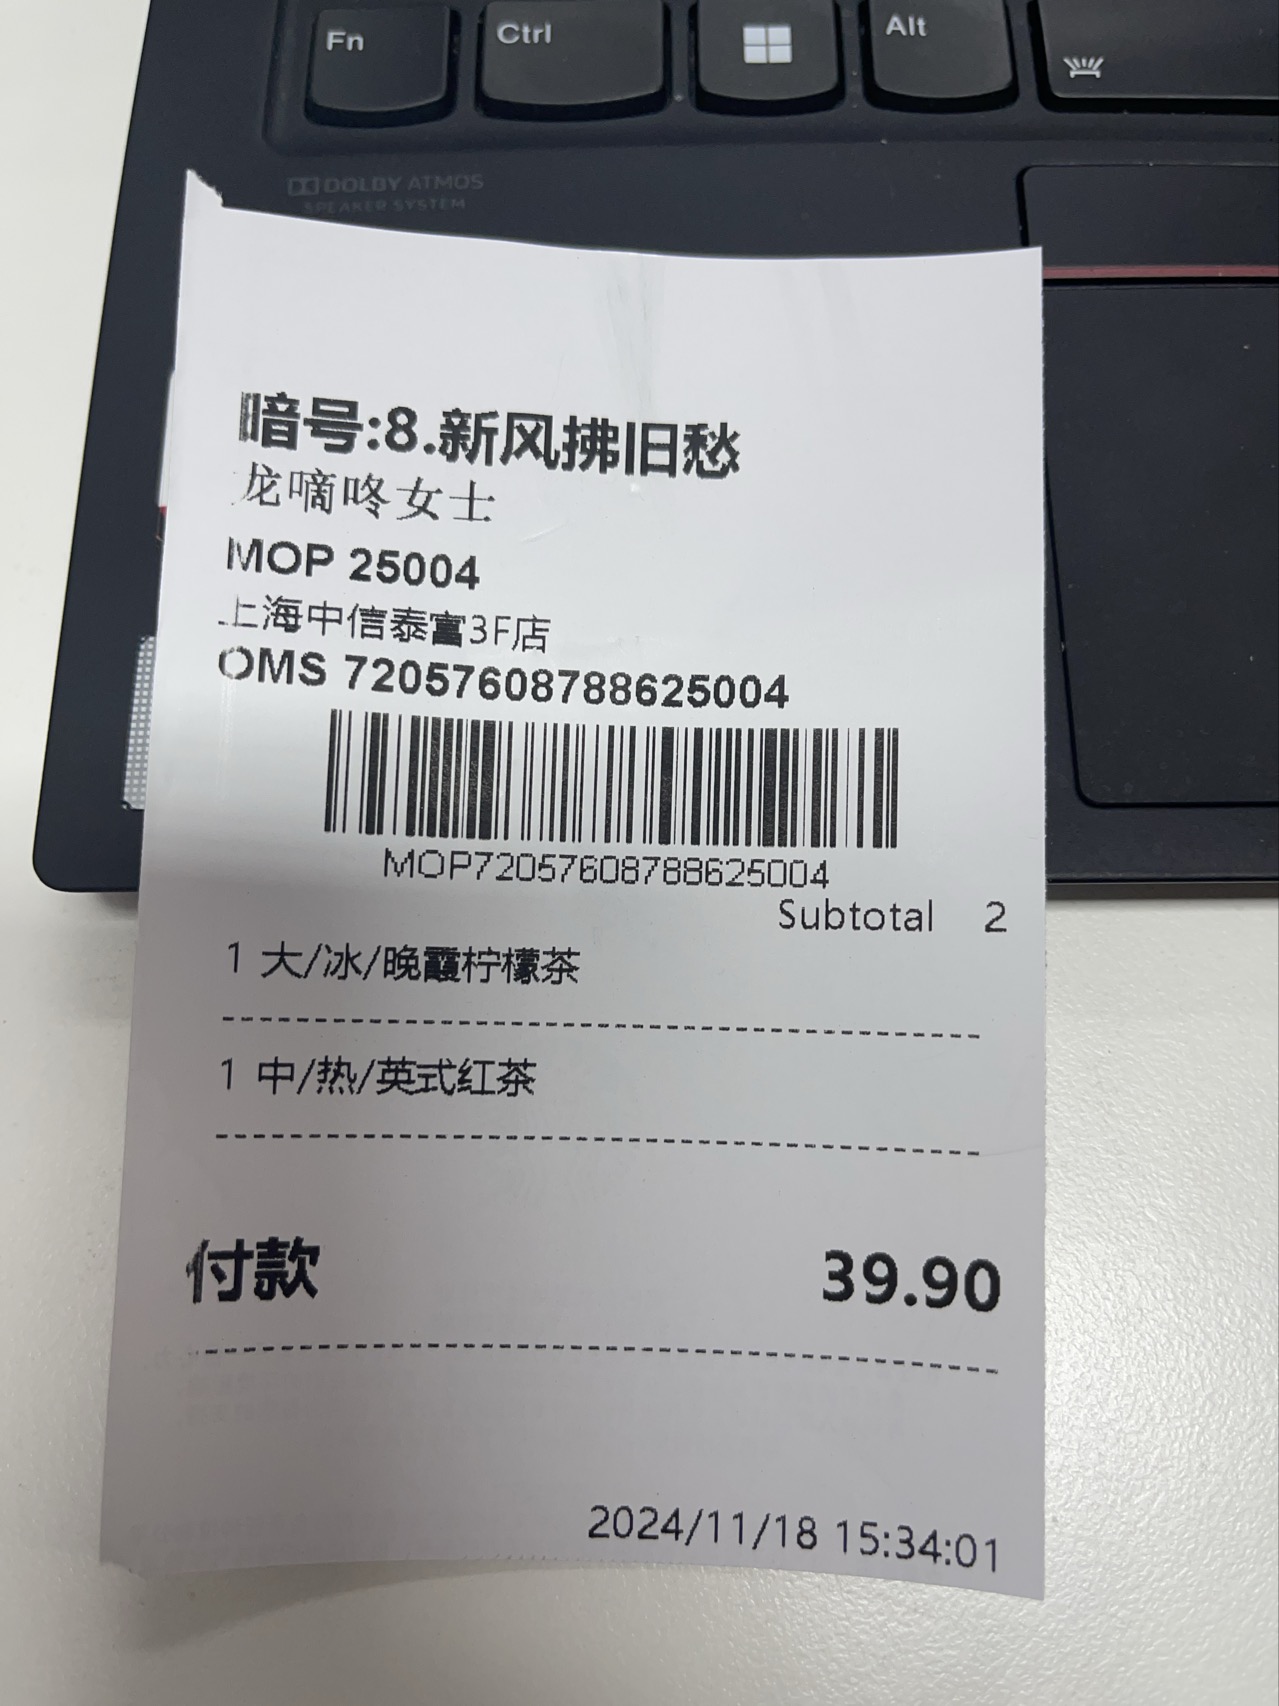 Fn Ctrl Alt
DOLBY ATMOS
SPEAKER SYSTEM
暗号:8.新风拂旧愁
龙嘀咚女士
MOP 25004
上海中信泰富3F店
OMS 72057608788625004
MOP72057608788625004
Subtotal 2
1 大/冰/晚霞柠檬茶
1 中/热/英式红茶
付款 39.90
2024/11/18 15:34:01